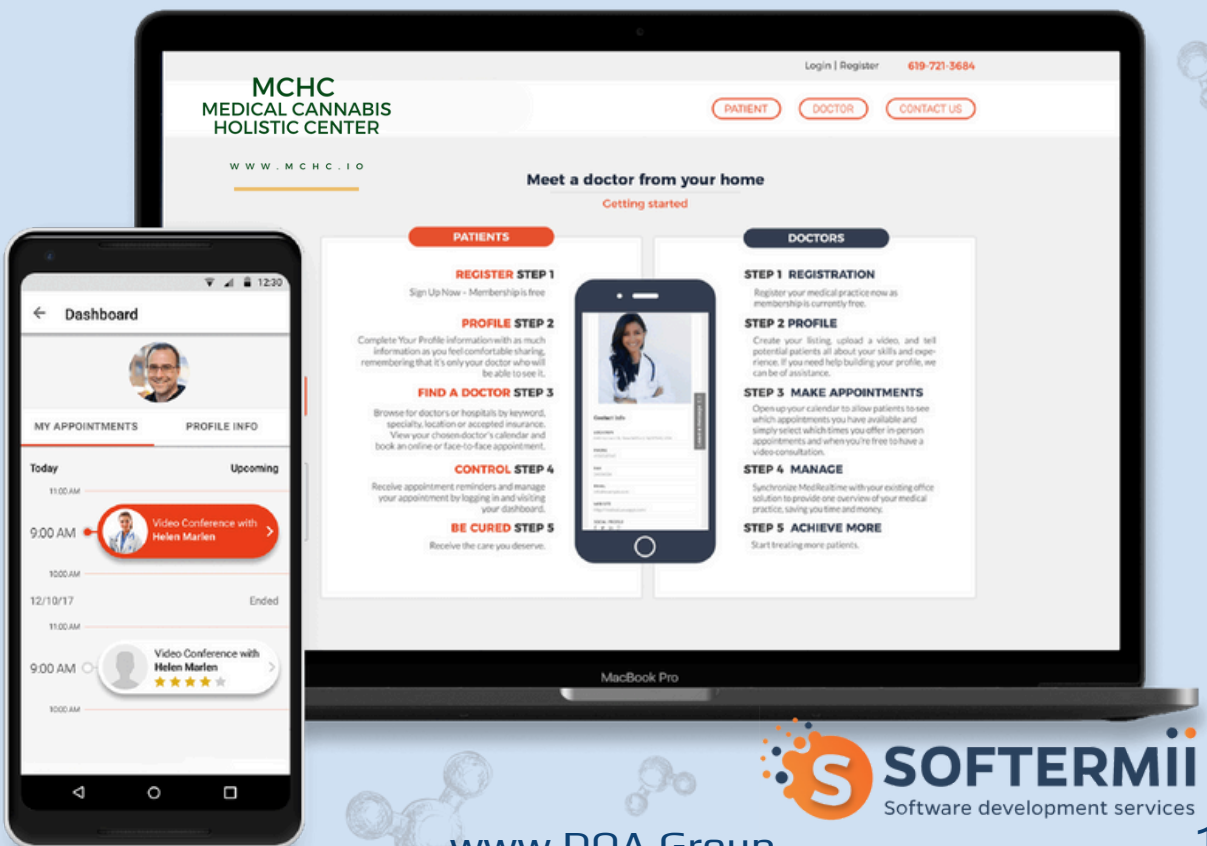 Login | Register 619-721-3684
MCHC
MEDICAL CANNABIS
HOLISTIC CENTER
WWW.MCHC.IO
PATIENT DOCTOR CONTACT US
Meet a doctor from your home
Getting started
PATIENTS
REGISTER STEP 1
Sign Up Now – Membership is free
PROFILE STEP 2
Complete Your Profile information with as much
information as you feel comfortable sharing,
remembering that it's only your doctor who will
be able to see it.
FIND A DOCTOR STEP 3
Browse for doctors or hospitals by keyword,
specialty, location or accepted insurance.
View your chosen doctor's calendar and
book an online or face-to-face appointment.
CONTROL STEP 4
Receive appointment reminders and manage
your appointment by logging in and visiting
your dashboard.
BE CURED STEP 5
Receive the care you deserve.
Contact Info
DOCTORS
STEP 1 REGISTRATION
Register your medical practice now as
membership is currently free.
STEP 2 PROFILE
Create your listing, upload a video, and tell
potential patients all about your skills and expe-
rience. If you need help building your profile, we
can be of assistance.
STEP 3 MAKE APPOINTMENTS
Open up your calendar to allow patients to see
which appointments you have available and
simply select which times you offer in-person
appointments and when you're free to have a
video consultation.
STEP 4 MANAGE
Synchronize MedRealtime with your existing office
solution to provide one overview of your medical
practice, saving you time and money.
STEP 5 ACHIEVE MORE
Start treating more patients.
MacBook Pro
12:30
Dashboard
MY APPOINTMENTS PROFILE INFO
Today Upcoming
11:00 AM
9:00 AM
Video Conference with
Helen Marlen
10:00 AM
12/10/17 Ended
11:00 AM
9:00 AM
Video Conference with
Helen Marlen
10:00 AM
S
SOFTERMII
Software development services